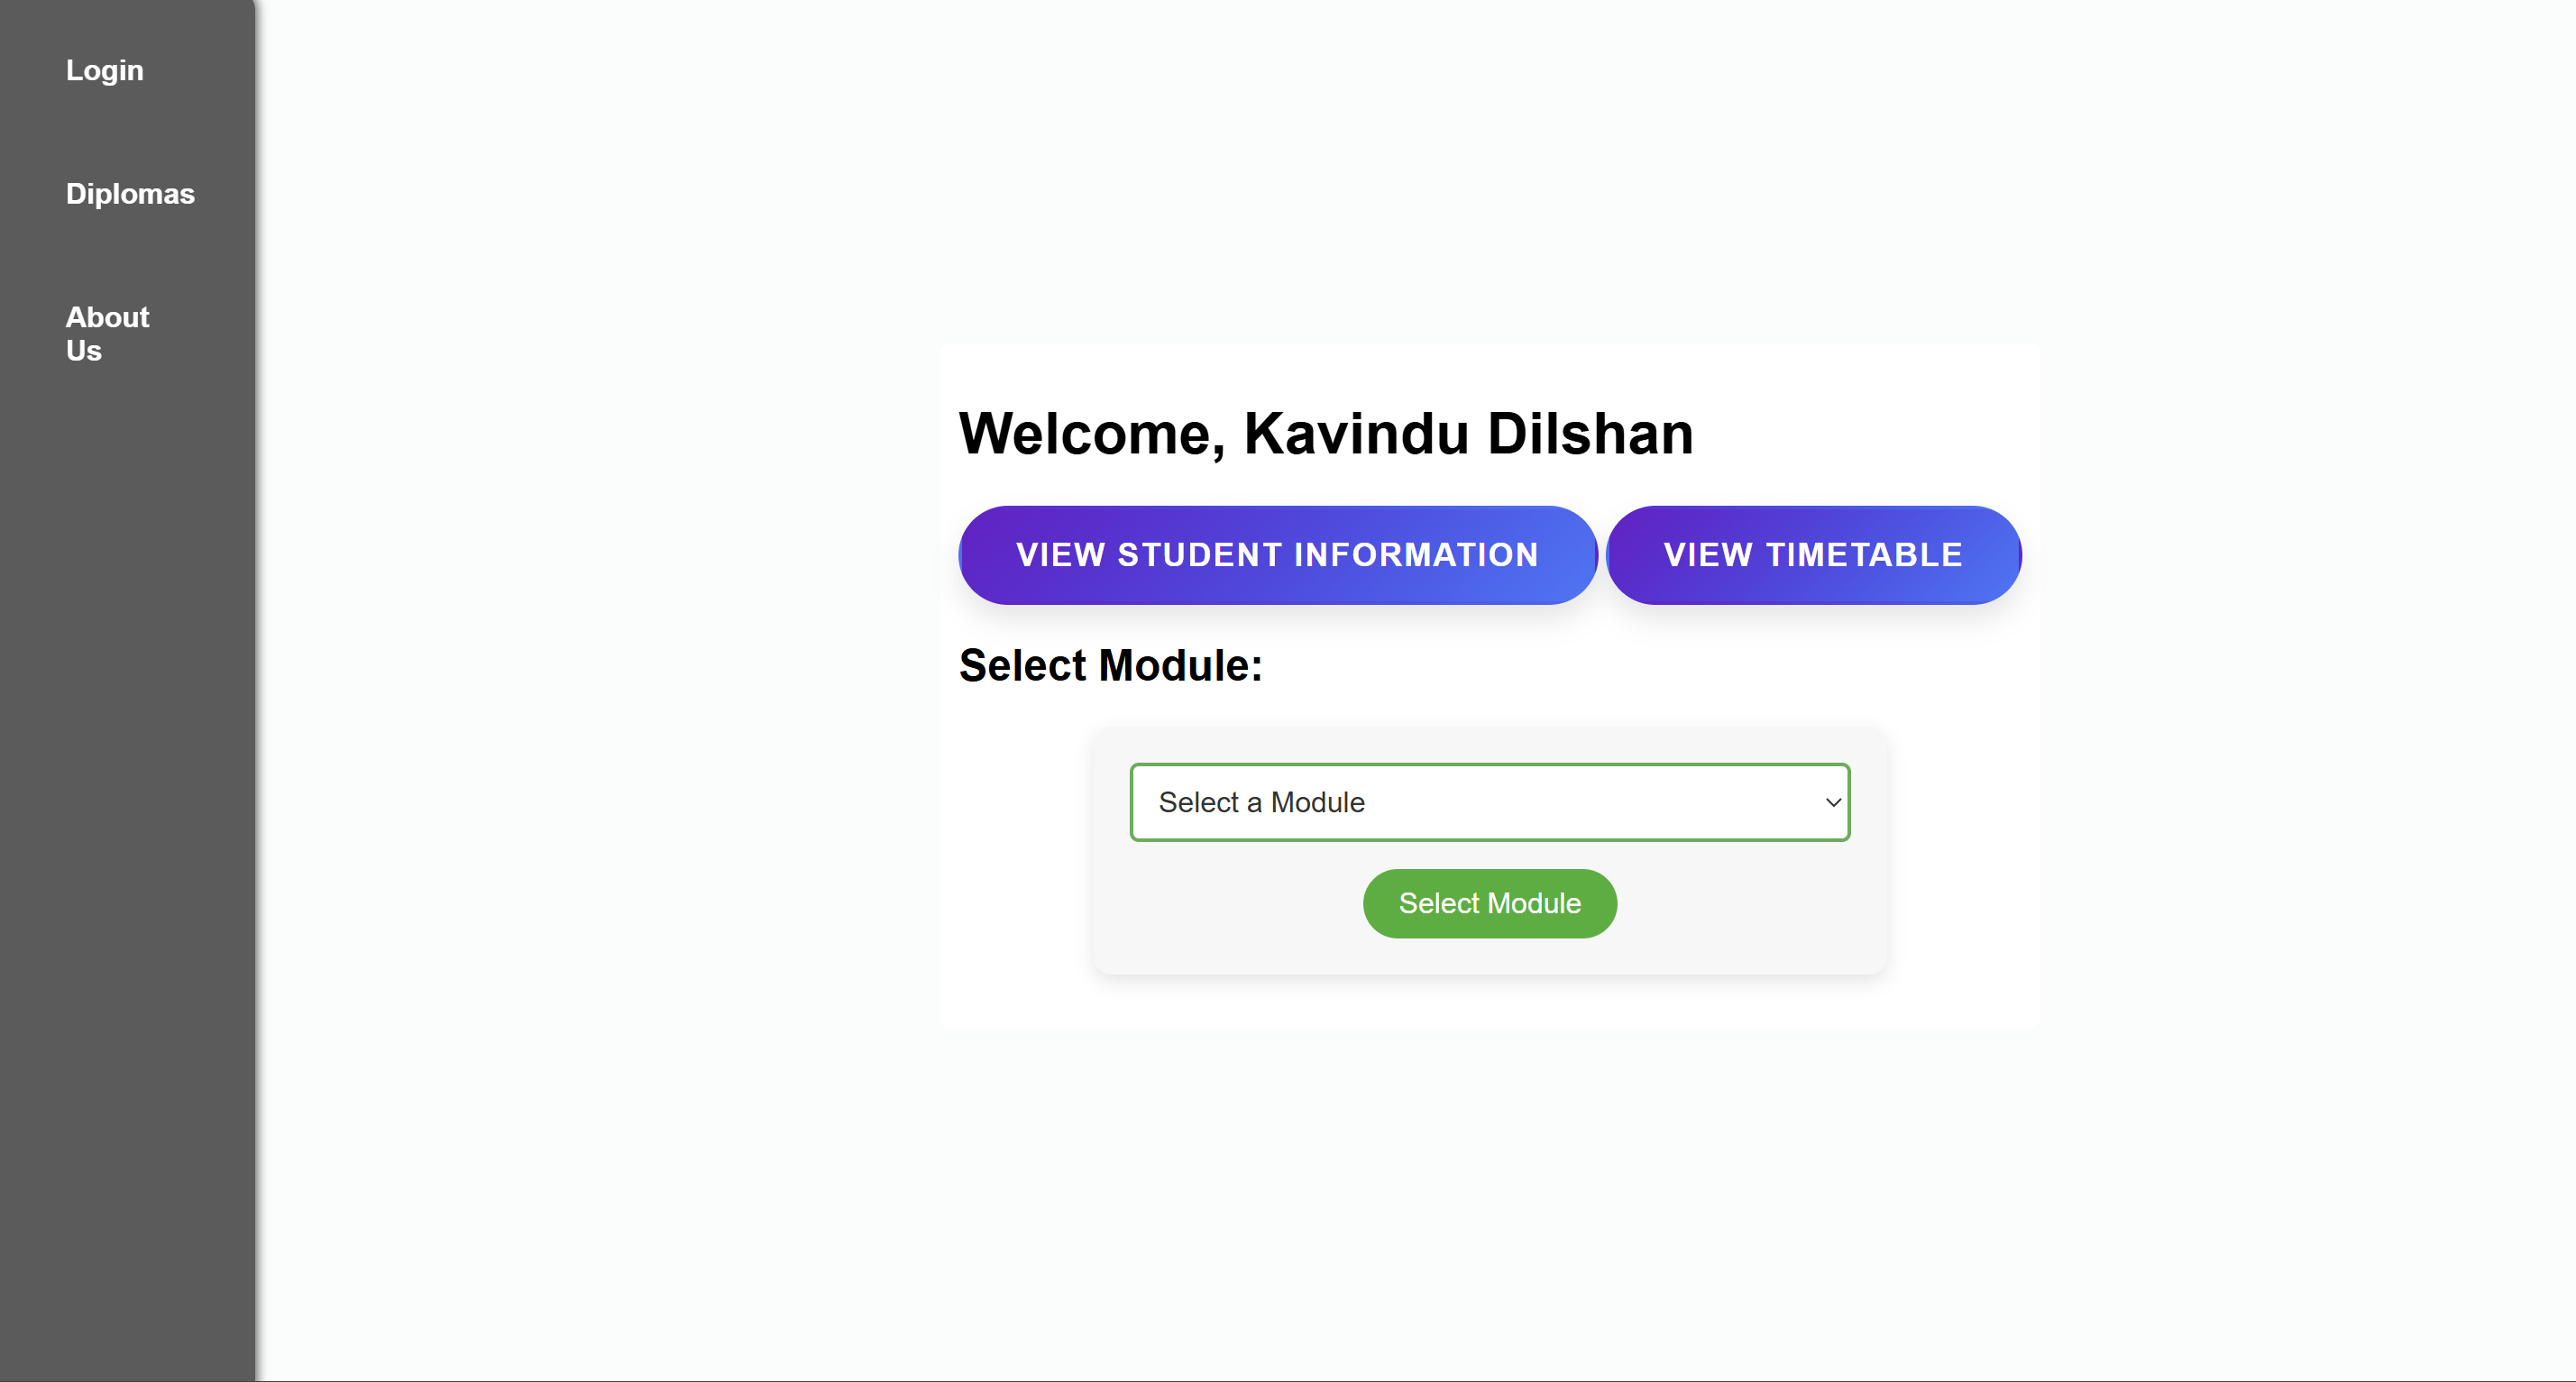 Login
Diplomas
About
Us
Welcome, Kavindu Dilshan
VIEW STUDENT INFORMATION
VIEW TIMETABLE
Select Module:
Select a Module
Select Module